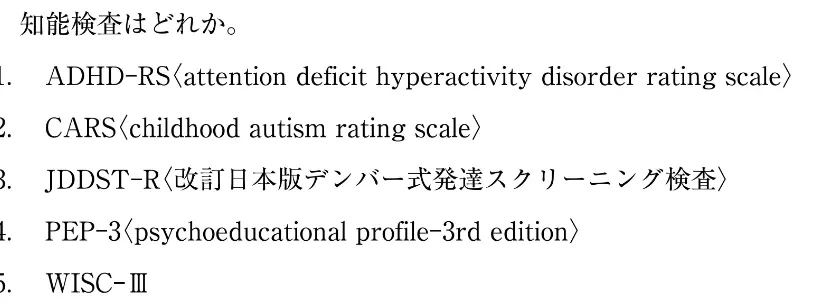 知能検査はどれか。
1. ADHD-RS〈attention deficit hyperactivity disorder rating scale〉
2. CARS〈childhood autism rating scale〉
3. JDDST-R〈改訂日本版デンバー式発達スクリーニング検査〉
4. PEP-3〈psychoeducational profile-3rd edition〉
5. WISC-Ⅲ